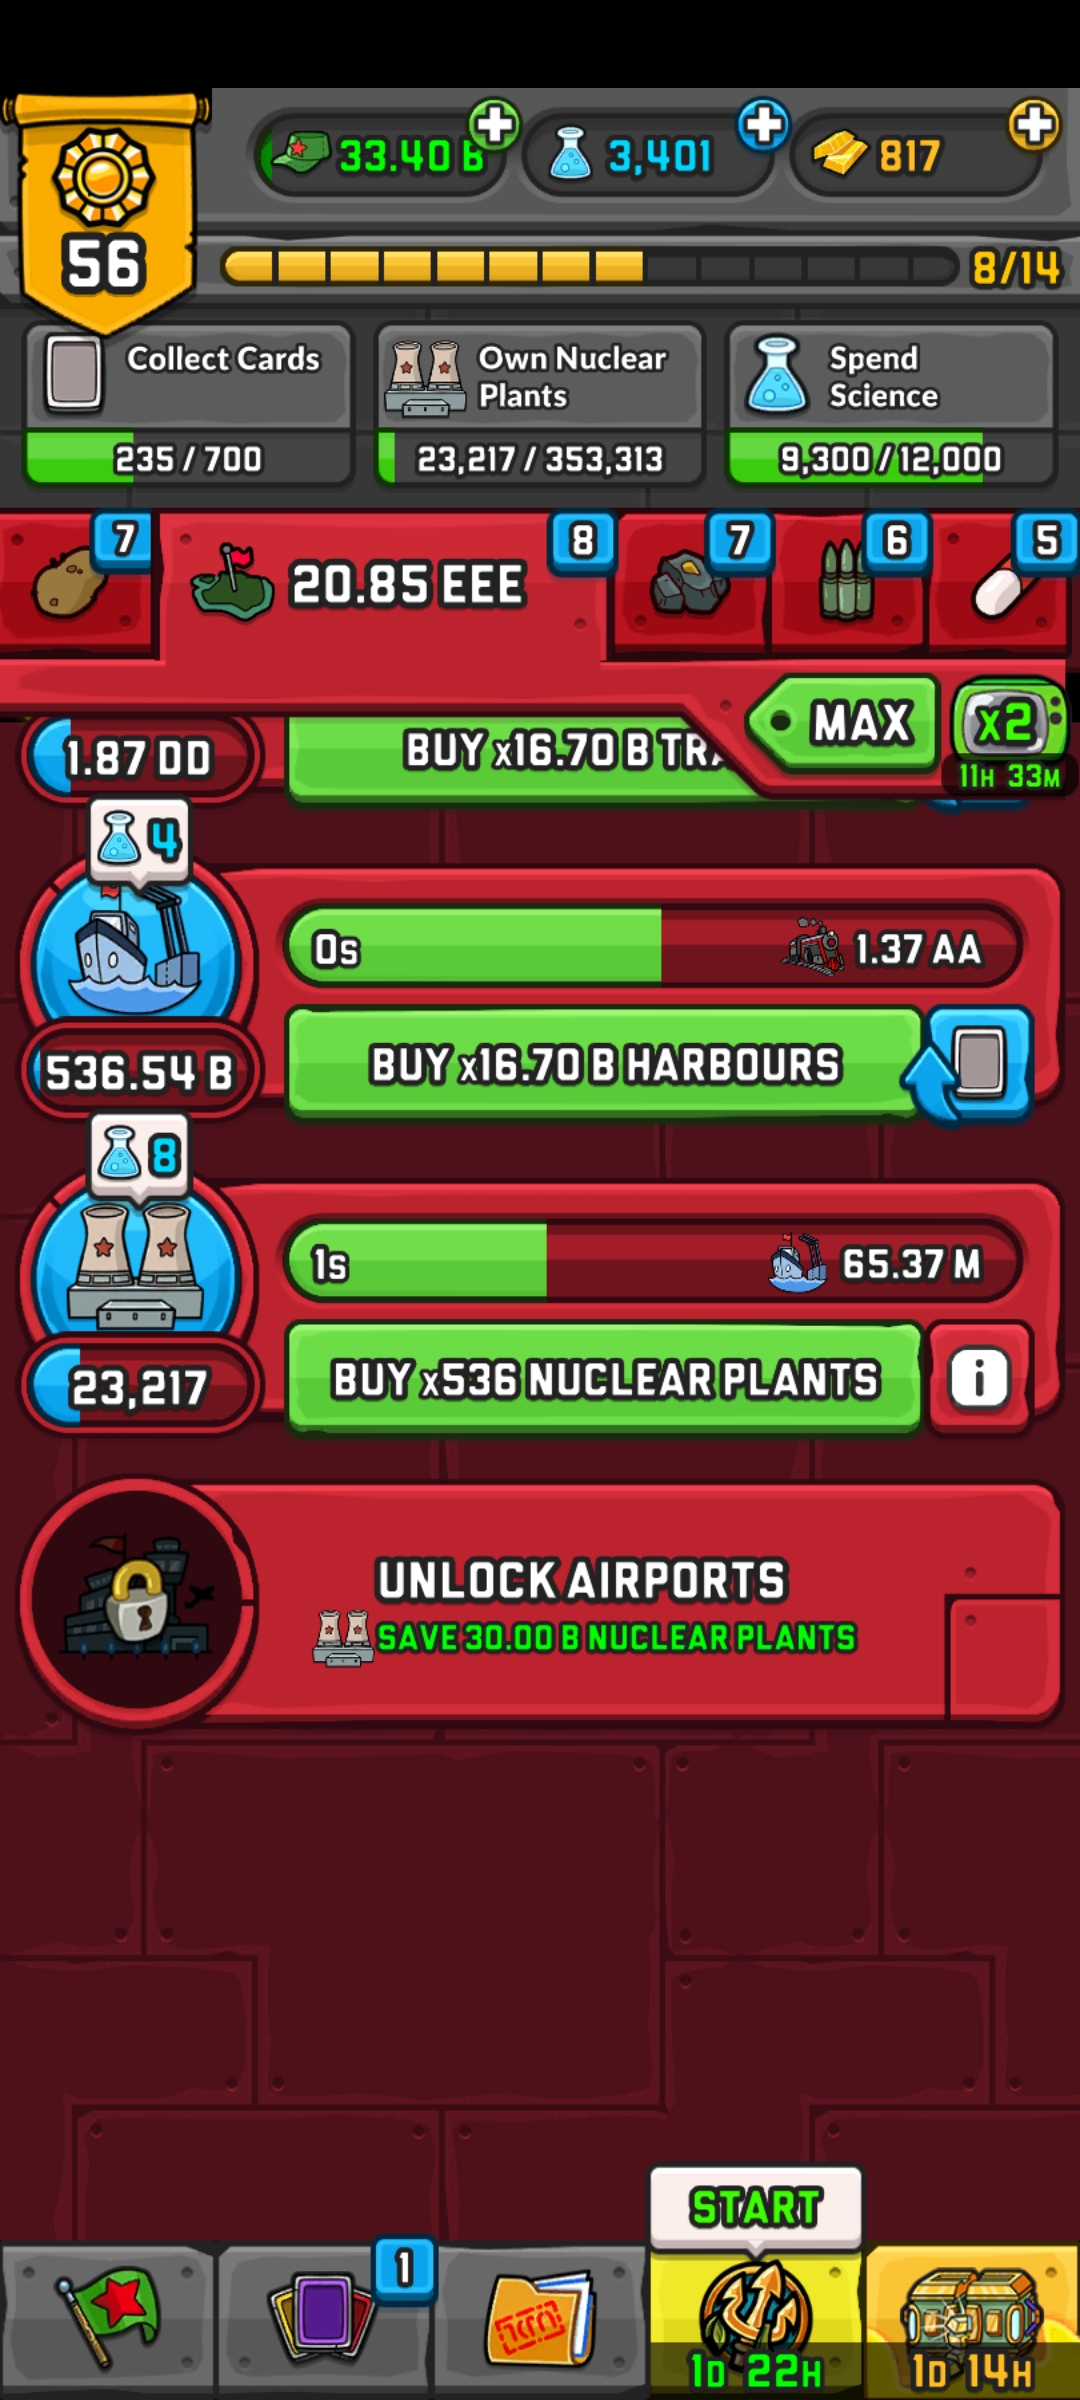 33.40 B
3,401
817
56
8/14
Collect Cards
235 / 700
Own Nuclear
Plants
23,217 / 353,313
Spend
Science
9,300 / 12,000
7
20.85 EEE
8
7
6
5
MAX
x2
11H 33M
1.87 DD
BUY x16.70 B
4
0s
1.37 AA
536.54 B
BUY x16.70 B HARBOURS
8
1s
65.37 M
23,217
BUY x536 NUCLEAR PLANTS
i
UNLOCK AIRPORTS
SAVE 30.00 B NUCLEAR PLANTS
START
1
1D 22H
1D 14H